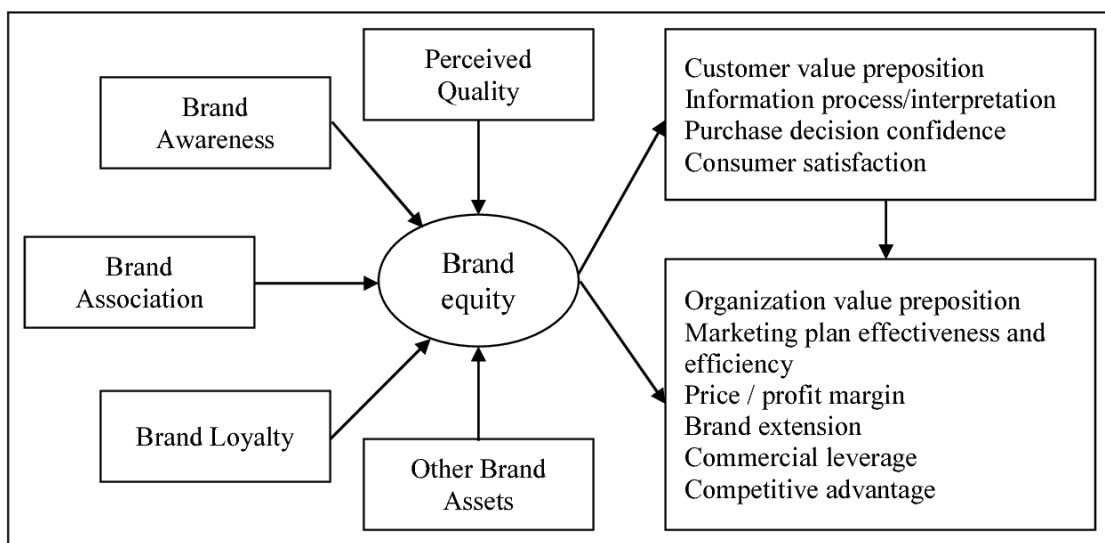 Perceived
Quality
Brand
Awareness
Brand
Association
Brand Loyalty
Other Brand
Assets
Brand
equity
Customer value preposition
Information process/interpretation
Purchase decision confidence
Consumer satisfaction
Organization value preposition
Marketing plan effectiveness and
efficiency
Price / profit margin
Brand extension
Commercial leverage
Competitive advantage